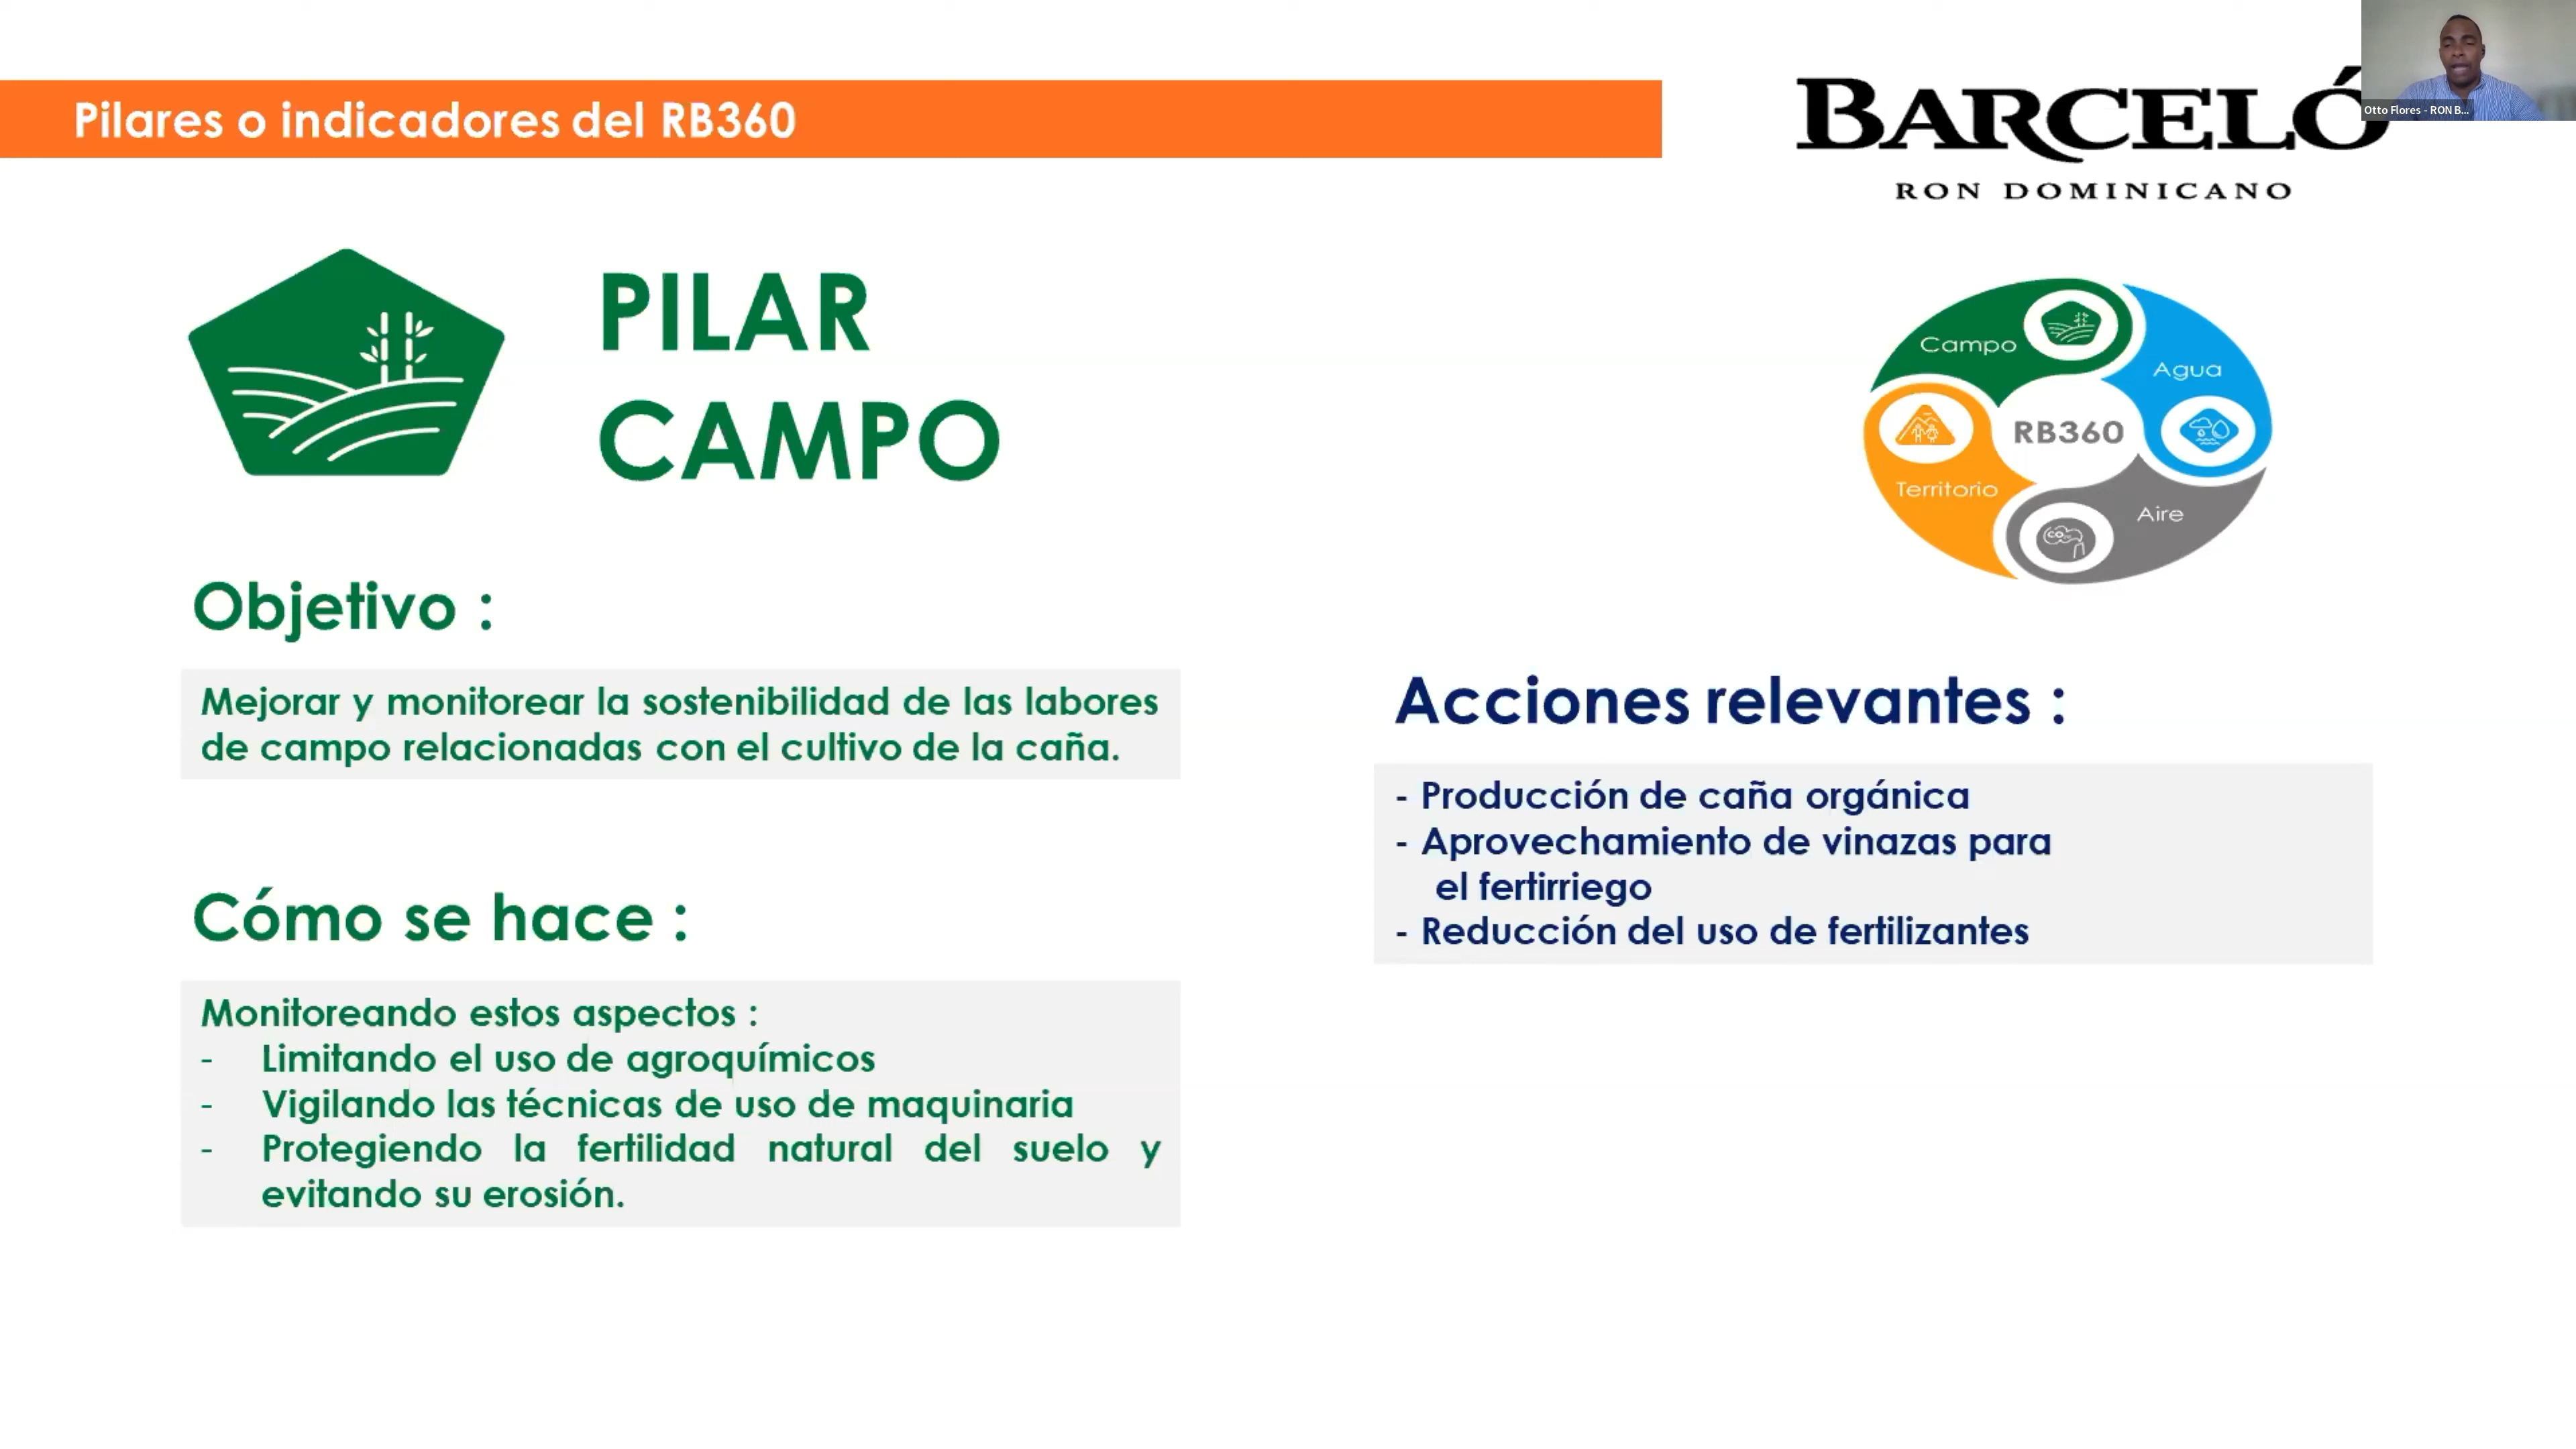 Pilares o indicadores del RB360
BARCELÓ
RON DOMINICANO
Otto Flores - RON B...
PILAR
CAMPO
Campo
Agua
RB360
Territorio
Aire
CO₂
Objetivo :
Mejorar y monitorear la sostenibilidad de las labores
de campo relacionadas con el cultivo de la caña.
Cómo se hace :
Monitoreando estos aspectos :
- Limitando el uso de agroquímicos
- Vigilando las técnicas de uso de maquinaria
- Protegiendo la fertilidad natural del suelo y
evitando su erosión.
Acciones relevantes :
- Producción de caña orgánica
- Aprovechamiento de vinazas para
el fertirriego
- Reducción del uso de fertilizantes